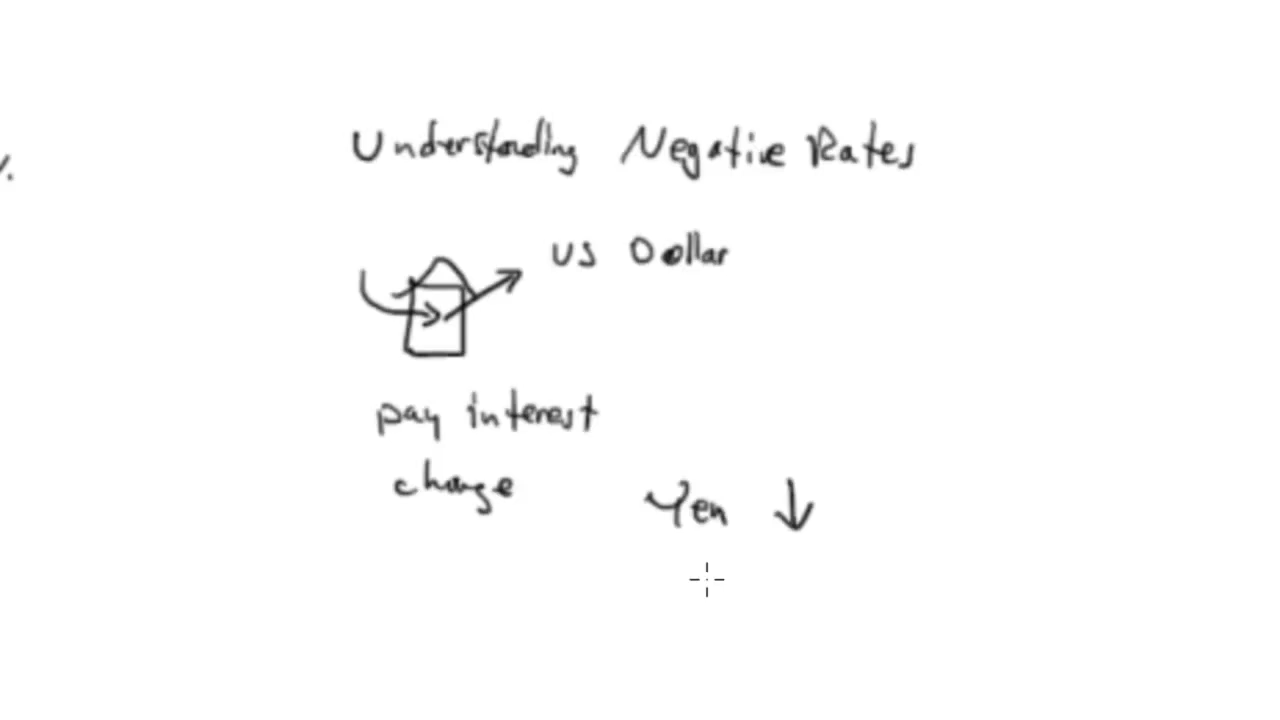 Understanding Negative Rates
US Dollar
pay interest
charge
Yen ↓